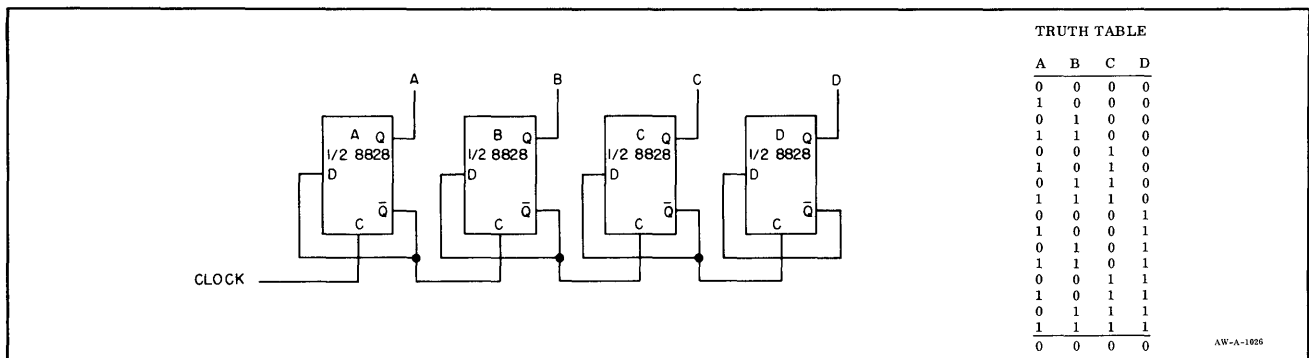 TRUTH TABLE
A B C D
0 0 0 0
1 0 0 0
0 1 0 0
1 1 0 0
0 0 1 0
1 0 1 0
0 1 1 0
1 1 1 0
0 0 0 1
1 0 0 1
0 1 0 1
1 1 0 1
0 0 1 1
1 0 1 1
0 1 1 1
1 1 1 1
0 0 0 0
A B C D
A Q B Q C Q D Q
1/2 8828 1/2 8828 1/2 8828 1/2 8828
D D D D
Q̅ Q̅ Q̅ Q̅
C C C C
CLOCK
AW-A-1026